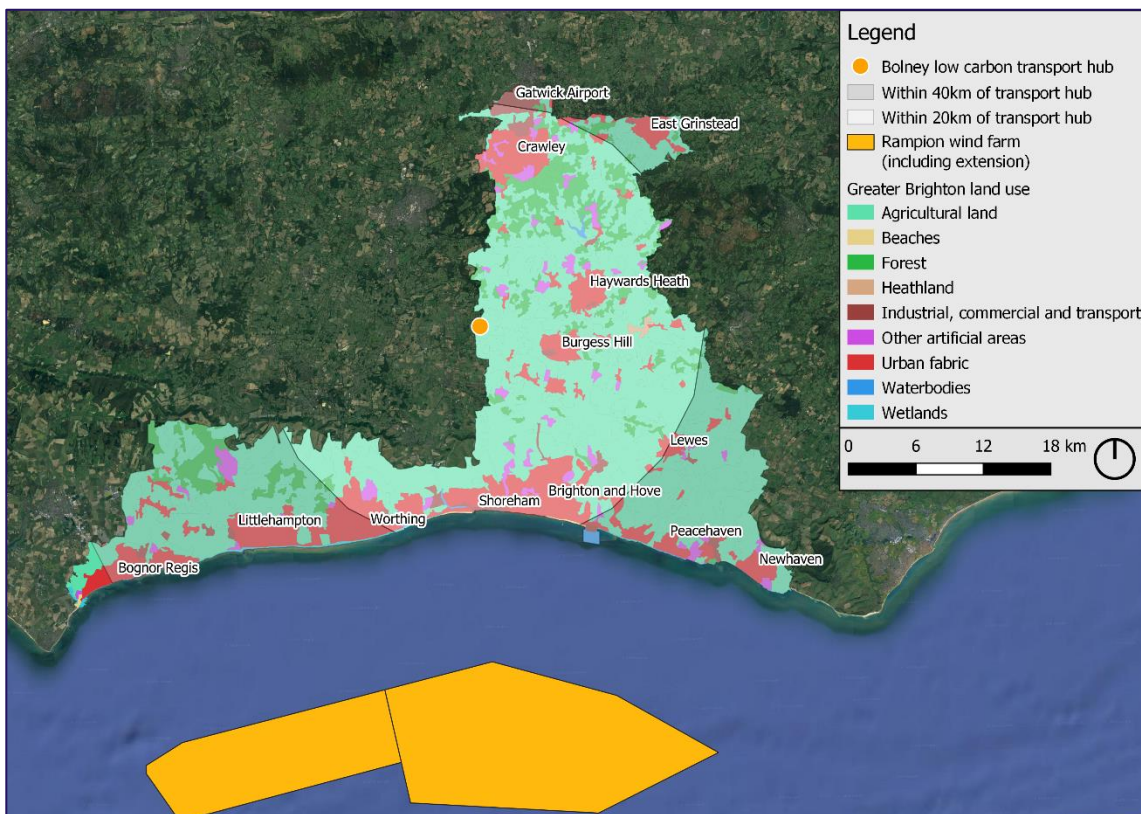 Legend
Bolney low carbon transport hub
Within 40km of transport hub
Within 20km of transport hub
Rampion wind farm
(including extension)
Greater Brighton land use
Agricultural land
Beaches
Forest
Heathland
Industrial, commercial and transport
Other artificial areas
Urban fabric
Waterbodies
Wetlands
0 6 12 18 km
Gatwick Airport
East Grinstead
Crawley
Haywards Heath
Burgess Hill
Lewes
Brighton and Hove
Shoreham
Worthing
Littlehampton
Peacehaven
Newhaven
Bognor Regis